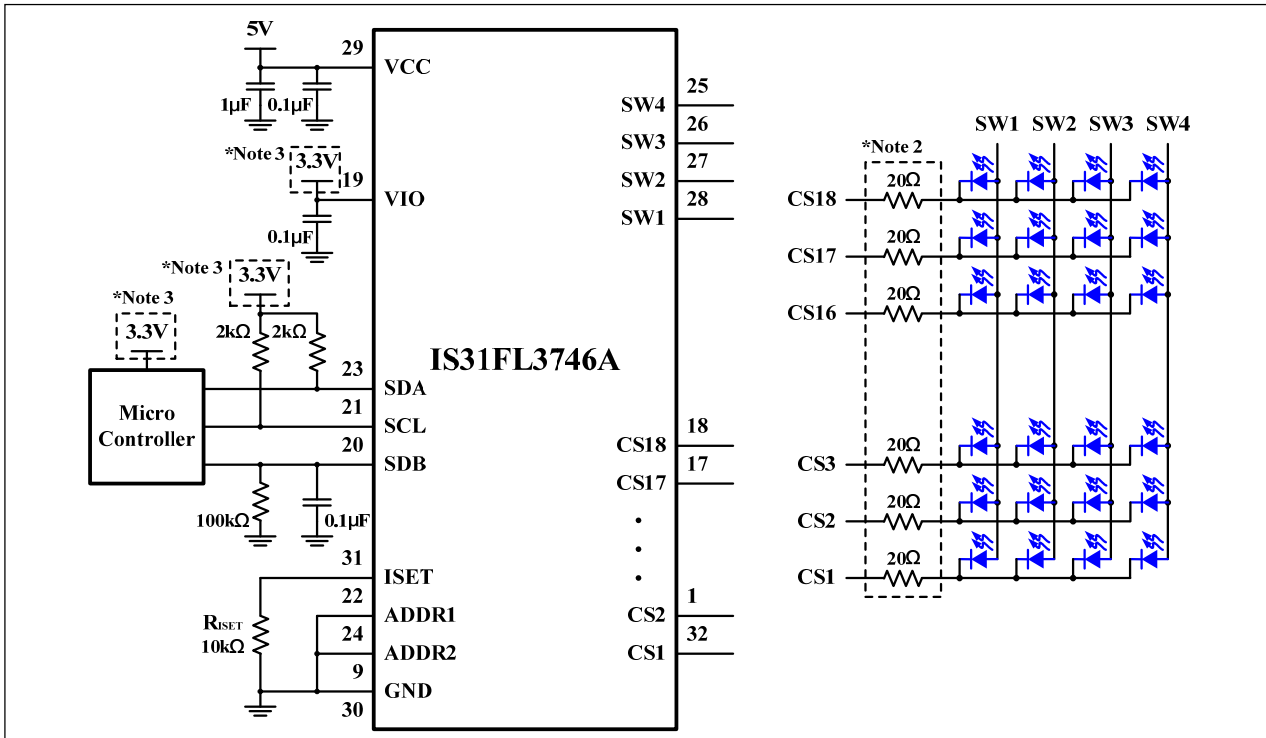 5V
29
VCC
1µF
0.1µF
*Note 3
3.3V
19
VIO
0.1µF
*Note 3
3.3V
*Note 3
3.3V
2kΩ
2kΩ
Micro
Controller
23
SDA
21
SCL
20
SDB
100kΩ
0.1µF
31
ISET
22
ADDR1
RISET
10kΩ
24
ADDR2
9
GND
30
IS31FL3746A
25
SW4
26
SW3
27
SW2
28
SW1
18
CS18
17
CS17
1
CS2
32
CS1
SW1 SW2 SW3 SW4
*Note 2
20Ω
CS18
20Ω
CS17
20Ω
CS16
20Ω
CS3
20Ω
CS2
20Ω
CS1